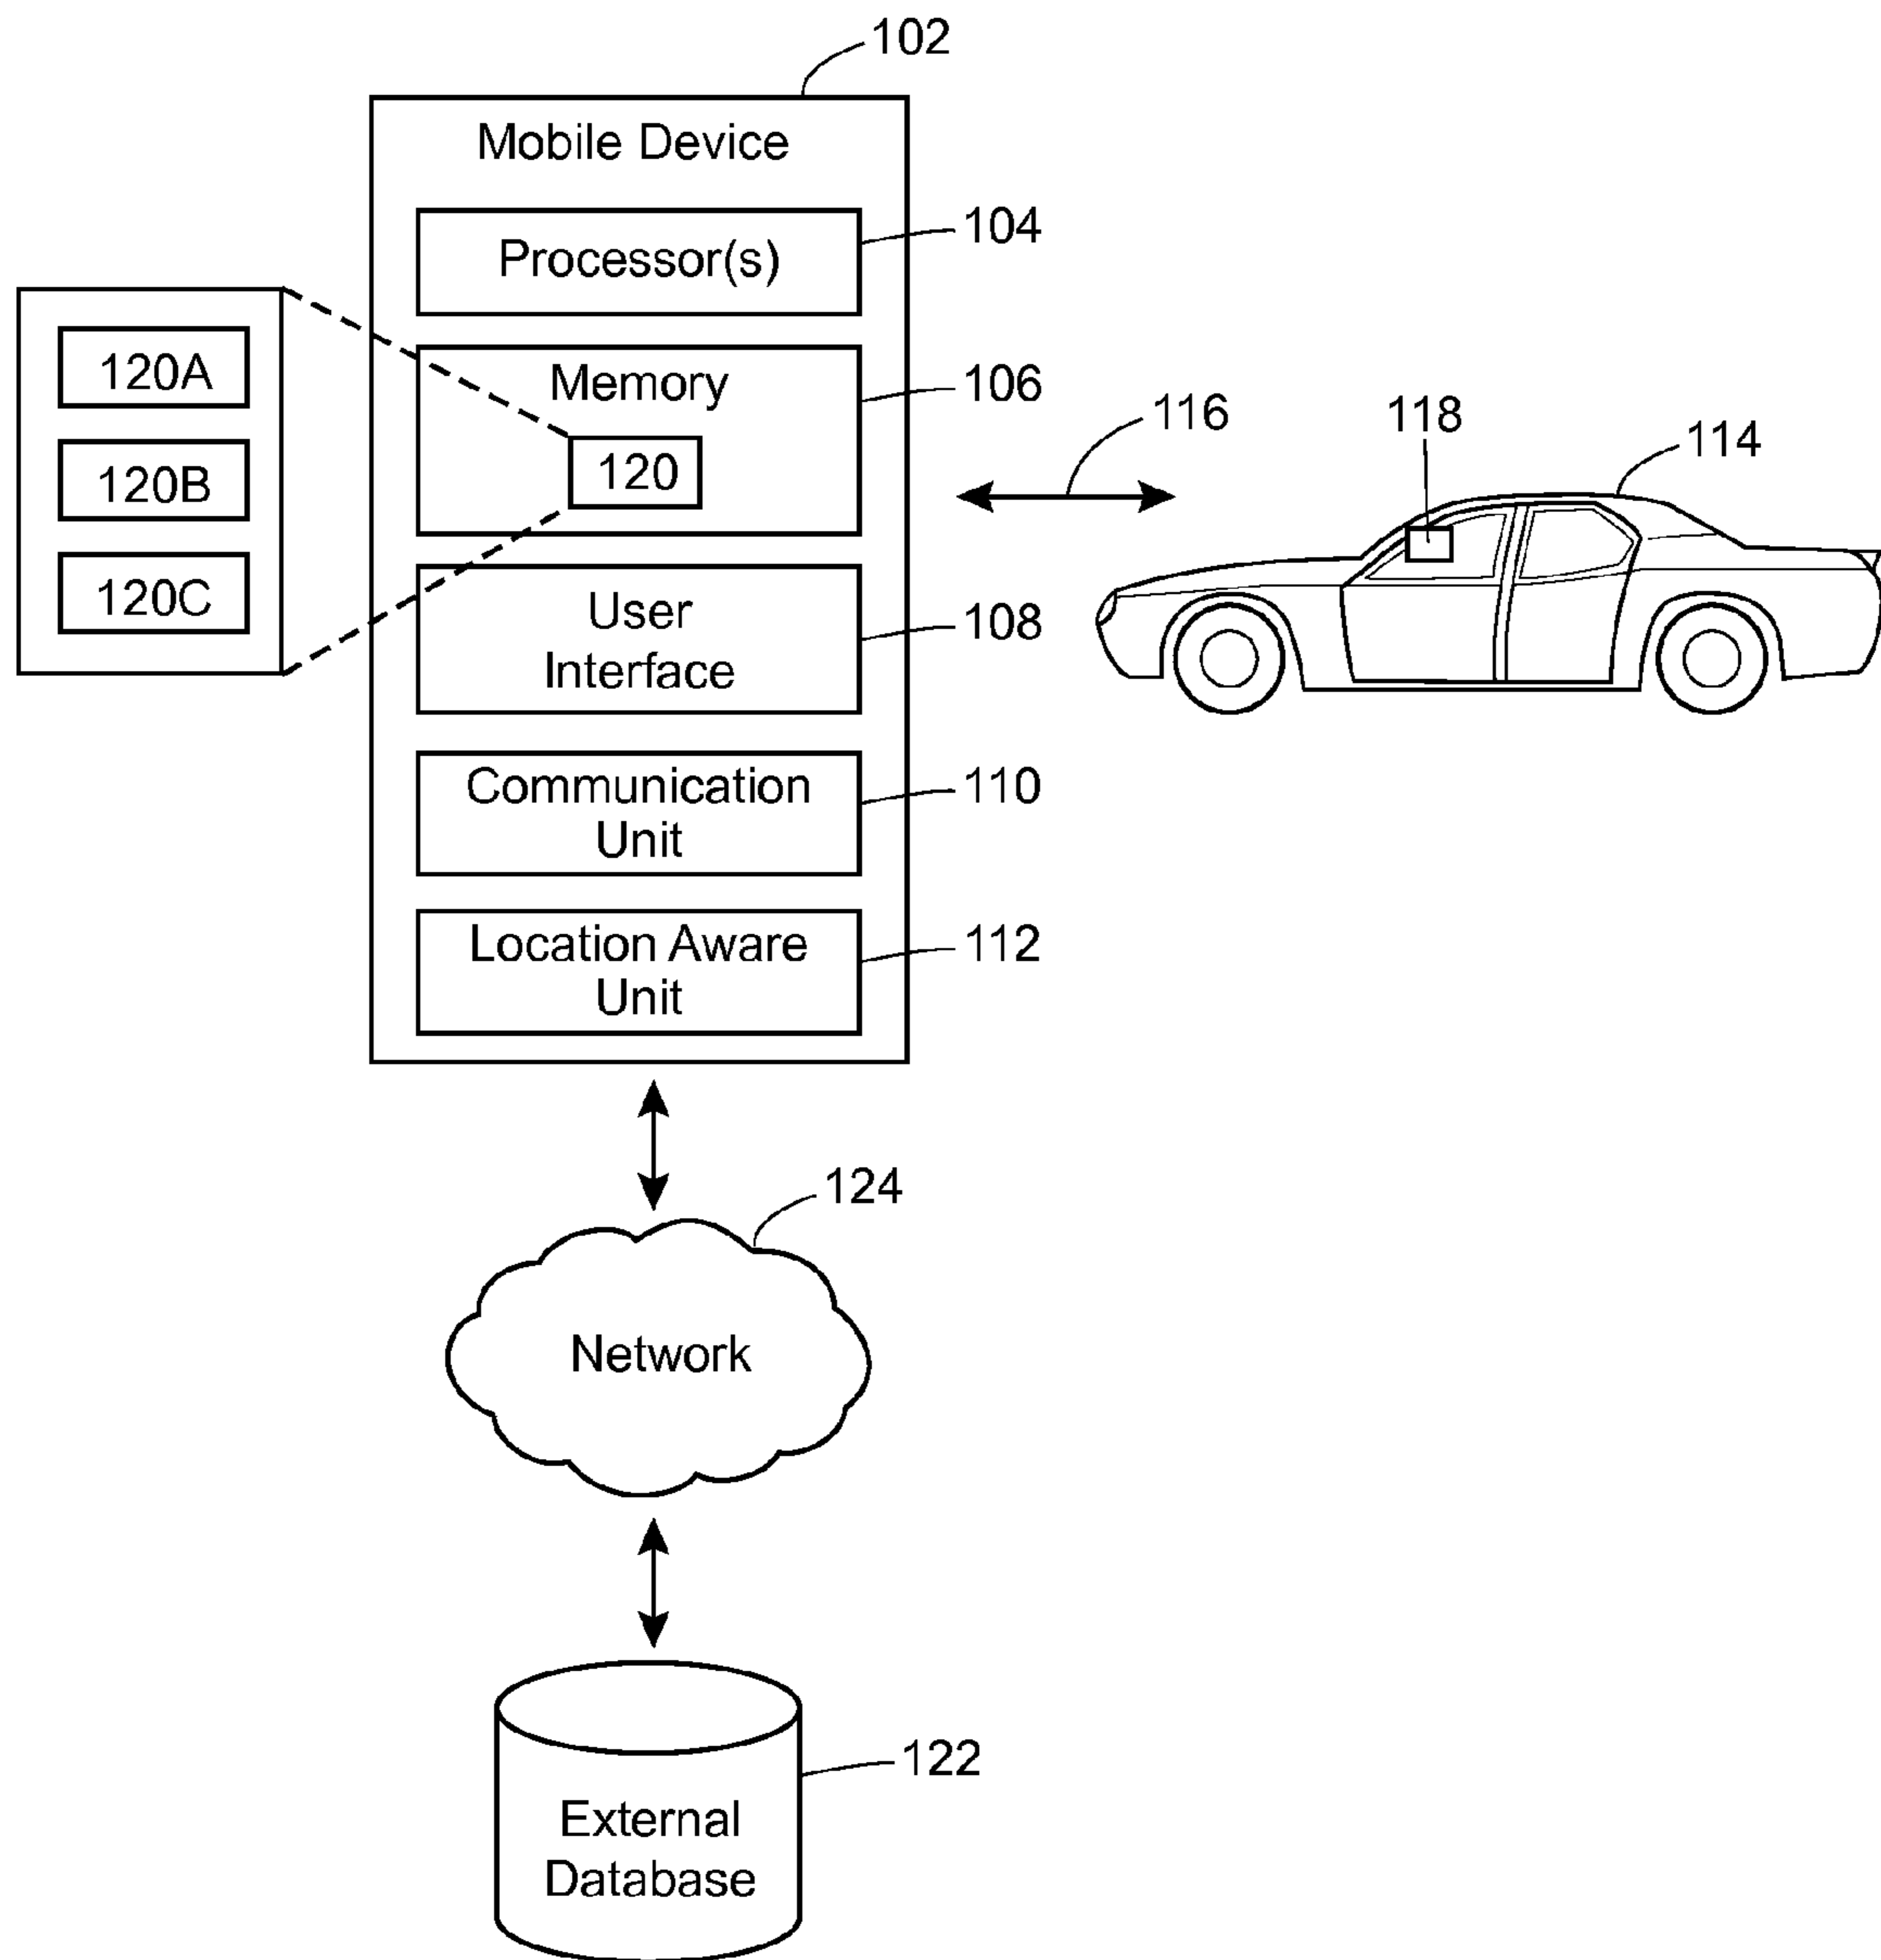 102
Mobile Device
104
Processor(s)
120A
Memory
106
116
118
114
120B
120
120C
User
Interface
108
Communication
Unit
110
Location Aware
Unit
112
124
Network
122
External
Database